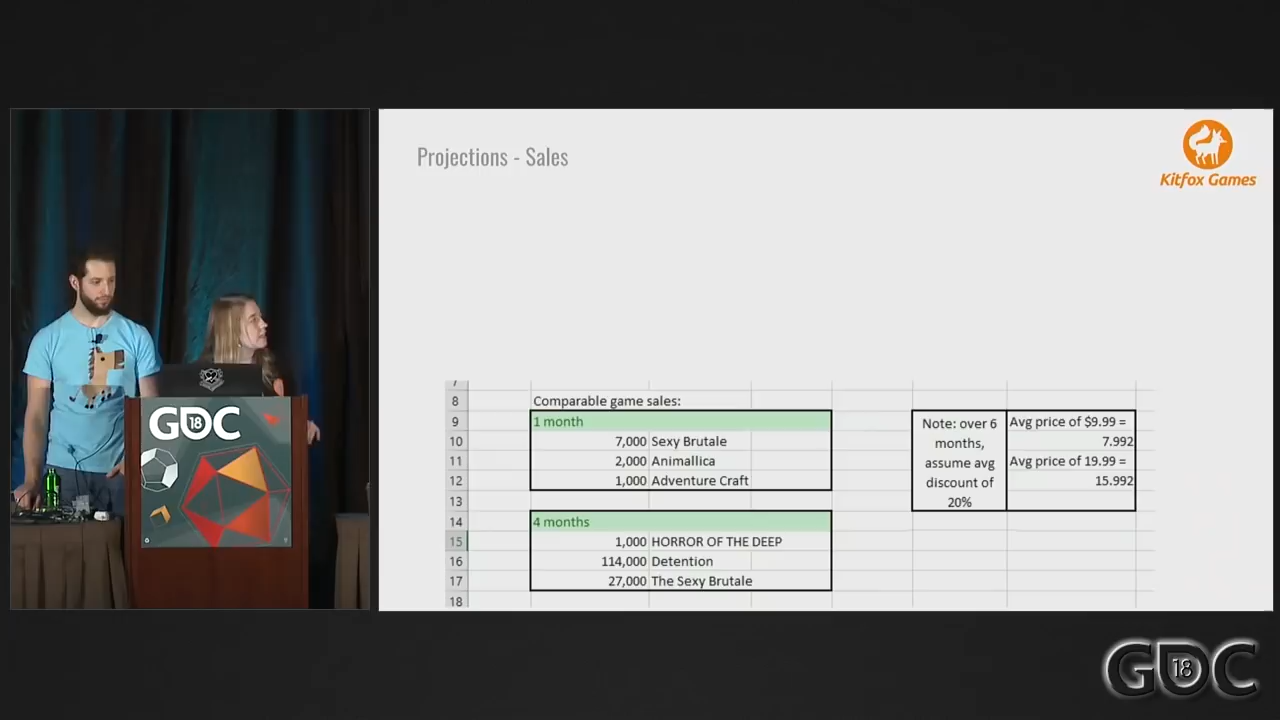 Projections - Sales
Kitfox Games
7
8 Comparable game sales:
9 1 month
10 7,000 Sexy Brutale
11 2,000 Animallica
12 1,000 Adventure Craft
13
14 4 months
15 1,000 HORROR OF THE DEEP
16 114,000 Detention
17 27,000 The Sexy Brutale
18
Note: over 6
months,
assume avg
discount of
20%
Avg price of $9.99 =
7.992
Avg price of 19.99 =
15.992
GDC
18
GDC
18